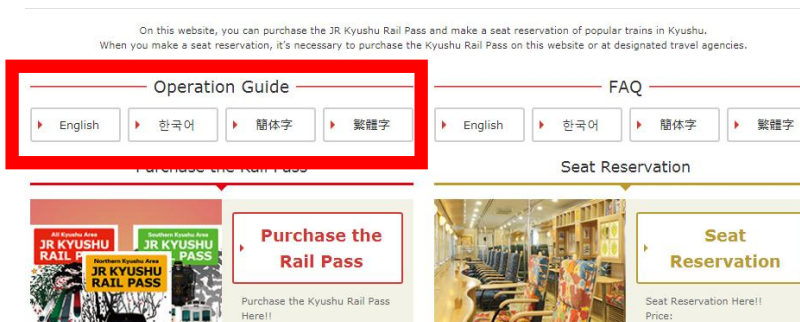 On this website, you can purchase the JR Kyushu Rail Pass and make a seat reservation of popular trains in Kyushu.
When you make a seat reservation, it's necessary to purchase the Kyushu Rail Pass on this website or at designated travel agencies.
Operation Guide
English
한국어
簡体字
繁體字
FAQ
English
한국어
簡体字
繁體字
Purchase the Rail Pass
All Kyushu Area
JR KYUSHU
RAIL P
Southern Kyushu Area
JR KYUSHU
PASS
Northern Kyushu Area
JR KYUSHU
RAIL PASS
Purchase the
Rail Pass
Purchase the Kyushu Rail Pass
Here!!
Seat Reservation
Seat
Reservation
Seat Reservation Here!!
Price: